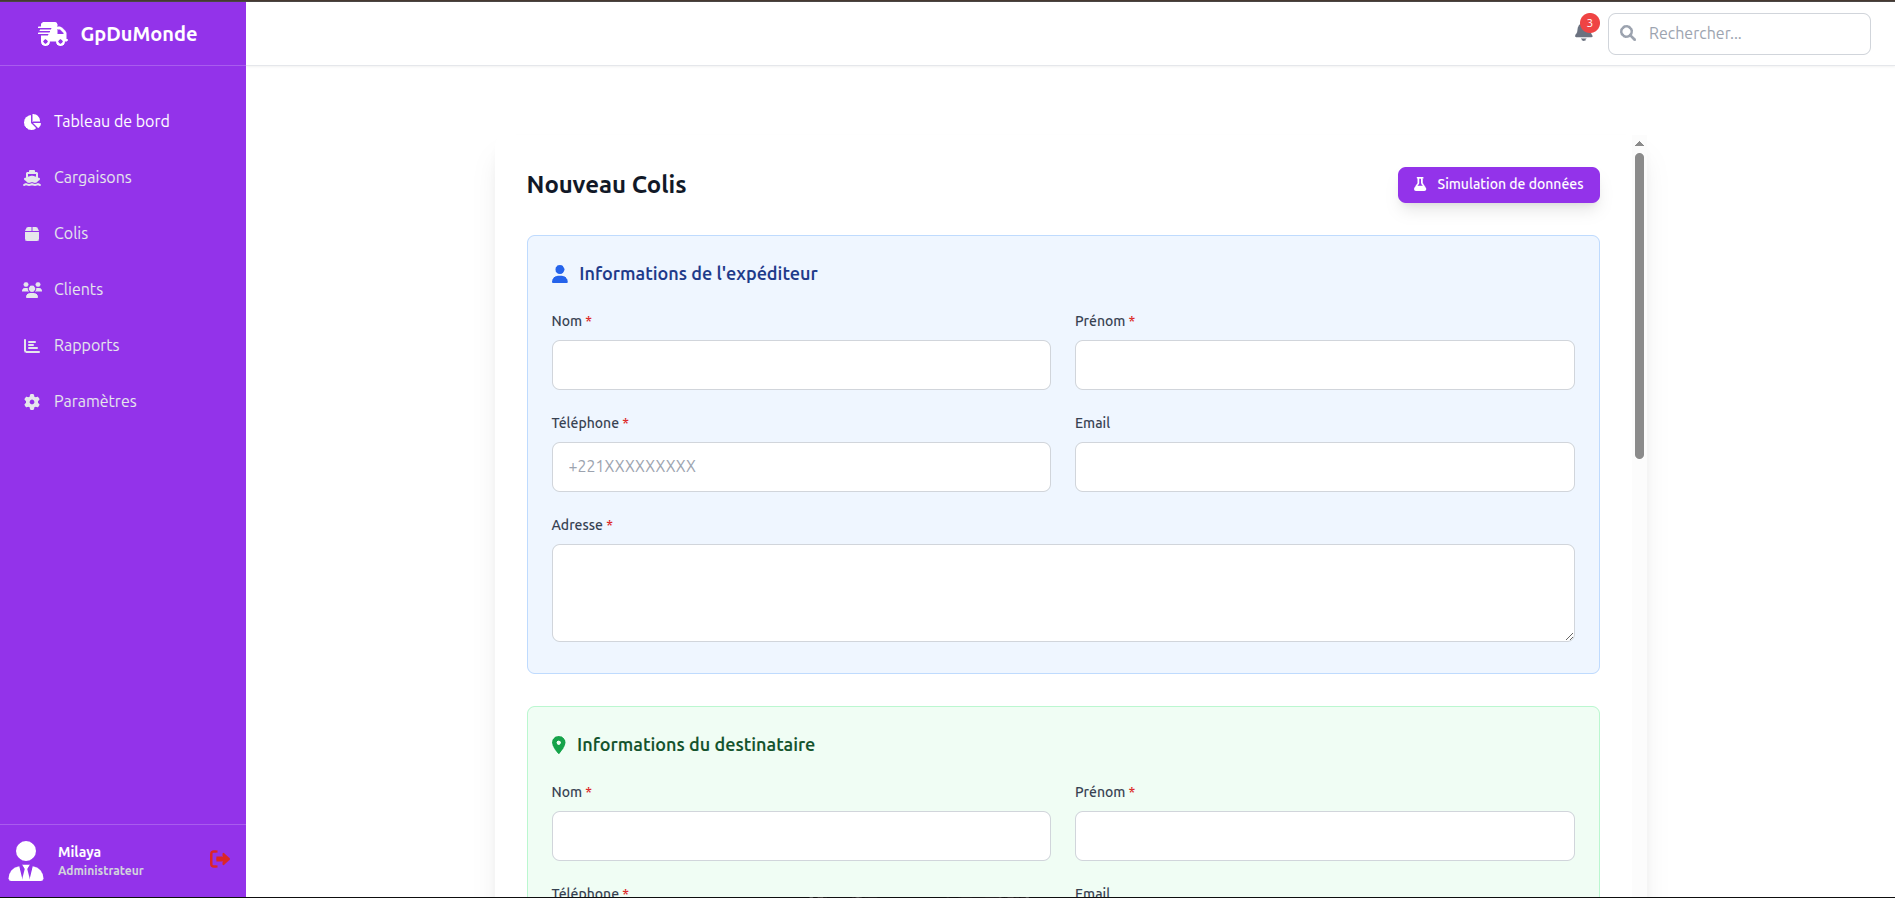 GpDuMonde
3
Rechercher...
Tableau de bord
Cargaisons
Colis
Clients
Rapports
Paramètres
Milaya
Administrateur
Nouveau Colis
Simulation de données
Informations de l'expéditeur
Nom *
Prénom *
Téléphone *
Email
+221XXXXXXXXX
Adresse *
Informations du destinataire
Nom *
Prénom *
Téléphone *
Email